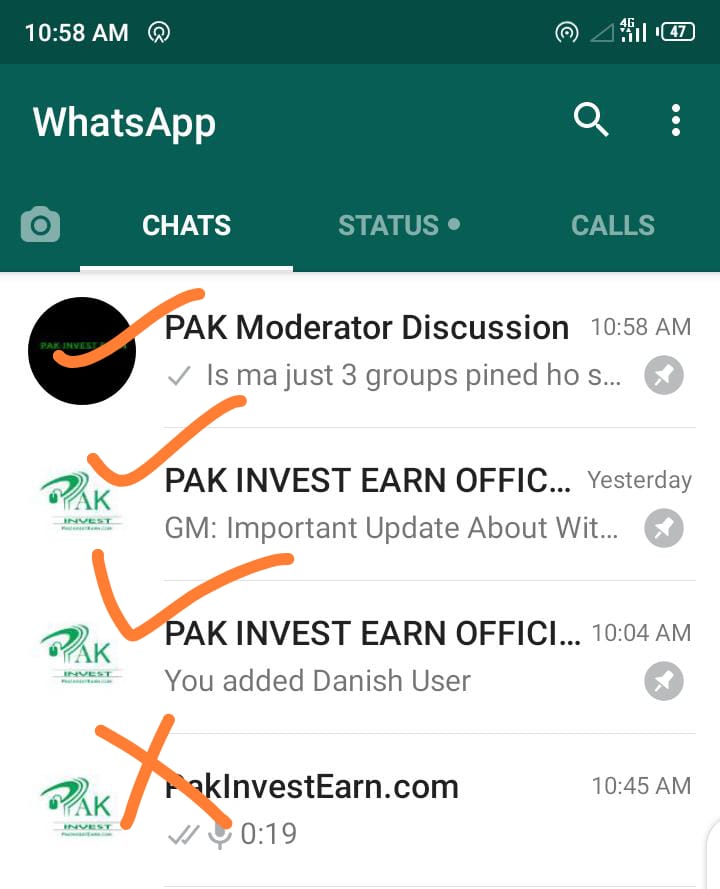 10:58 AM 4G 47
WhatsApp
CHATS STATUS CALLS
PAK INVEST
PAK Moderator Discussion 10:58 AM
Is ma just 3 groups pined ho s...
PAK
INVEST
PakInvestEarn.com
PAK INVEST EARN OFFIC... Yesterday
GM: Important Update About Wit...
PAK
INVEST
PakInvestEarn.com
PAK INVEST EARN OFFICI... 10:04 AM
You added Danish User
PAK
INVEST
PakInvestEarn.com
PakInvestEarn.com 10:45 AM
0:19